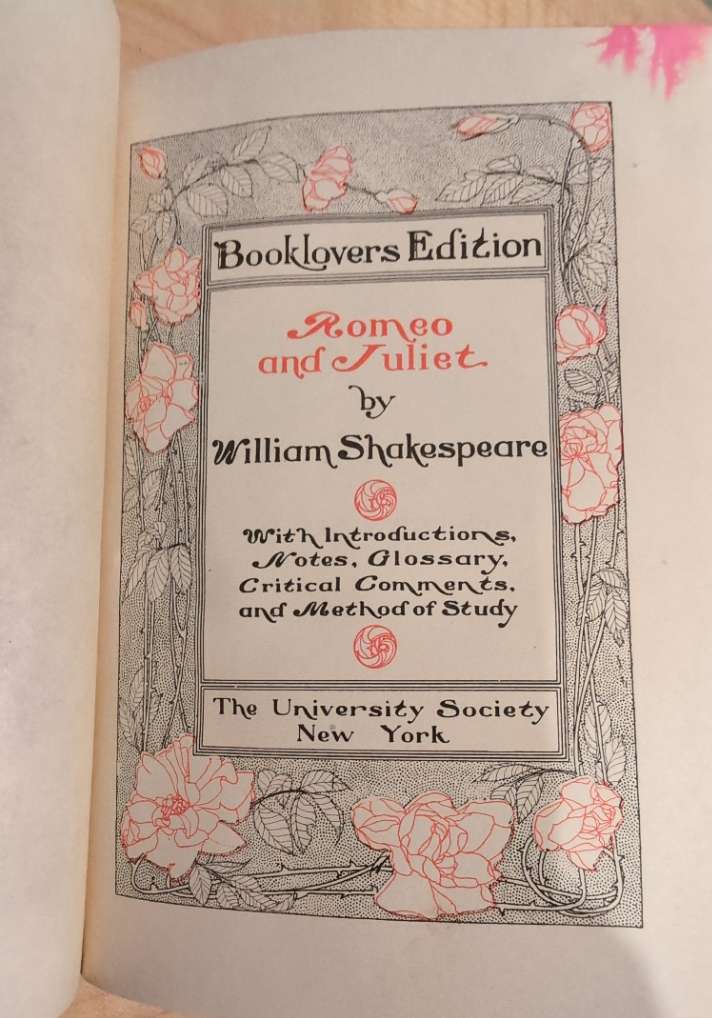 Booklovers Edition
Romeo
and Juliet
by
William Shakespeare
With Introductions,
Notes, Glossary,
Critical Comments,
and Method of Study
The University Society
New York